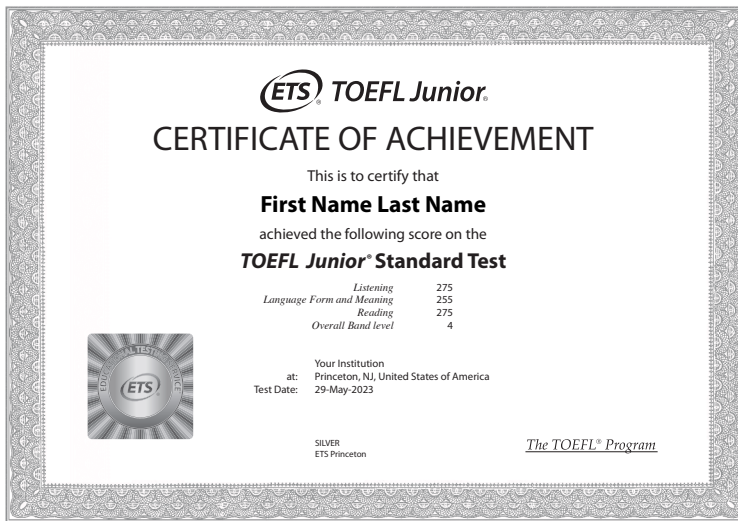 ETS® TOEFL Junior®
CERTIFICATE OF ACHIEVEMENT
This is to certify that
First Name Last Name
achieved the following score on the
TOEFL Junior® Standard Test
Listening 275
Language Form and Meaning 255
Reading 275
Overall Band level 4
Your Institution
at: Princeton, NJ, United States of America
Test Date: 29-May-2023
EDUCATIONAL TESTING SERVICE
ETS®
SILVER
ETS Princeton
The TOEFL® Program